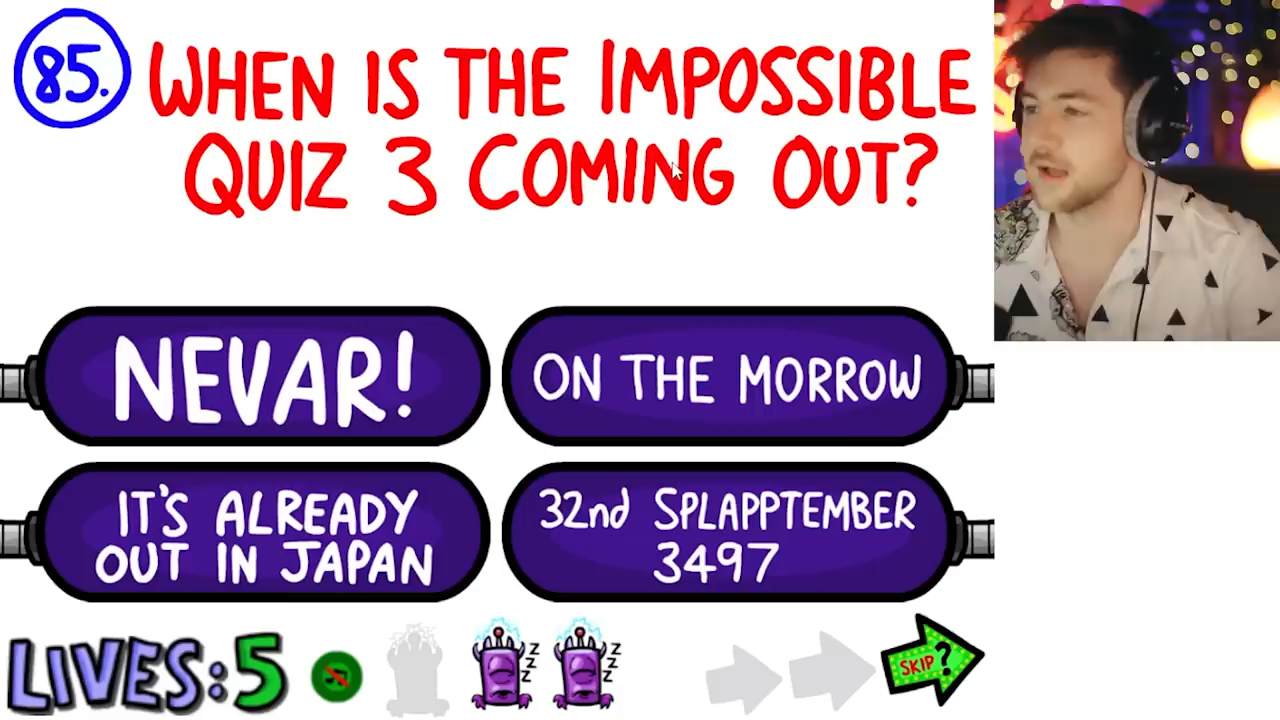 85.
WHEN IS THE IMPOSSIBLE
QUIZ 3 COMING OUT?
NEVAR!
ON THE MORROW
IT'S ALREADY
OUT IN JAPAN
32nd SPLAPPTEMBER
3497
LIVES:5
Z
Z
Z
Z
Z
Z
SKIP?